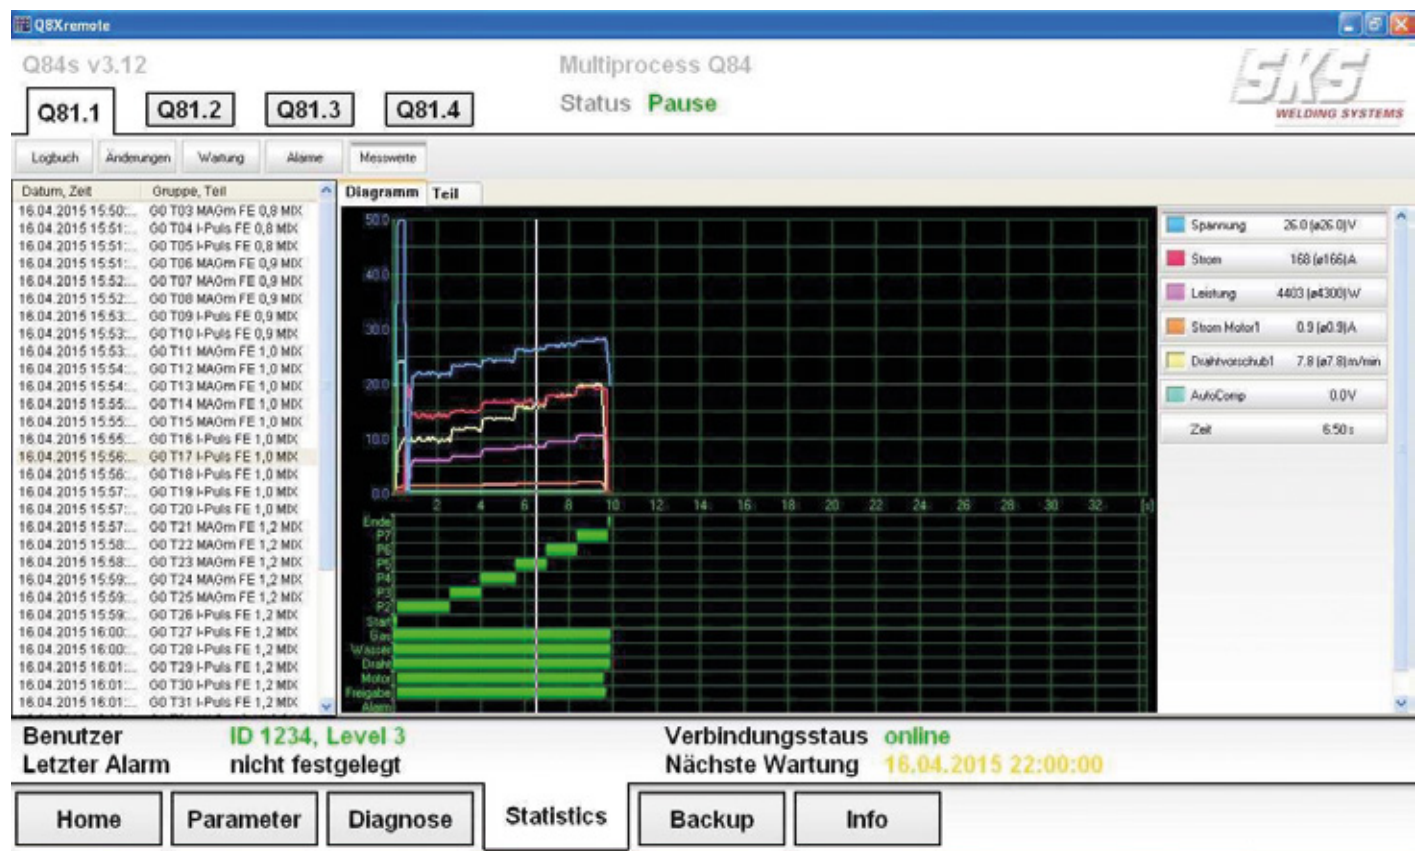 Q8Xremote
Q84s v3.12
Multiprocess Q84
SKS
WELDING SYSTEMS
Q81.1 Q81.2 Q81.3 Q81.4
Status Pause
Logbuch Änderungen Wartung Alarme Messwerte
Datum, Zeit Gruppe, Teil
Diagramm Teil
16.04.2015 15:50:... G0 T03 MAGm FE 0,8 MIX
16.04.2015 15:51:... G0 T04 I-Puls FE 0,8 MIX
16.04.2015 15:51:... G0 T05 I-Puls FE 0,8 MIX
16.04.2015 15:51:... G0 T06 MAGm FE 0,9 MIX
16.04.2015 15:52:... G0 T07 MAGm FE 0,9 MIX
16.04.2015 15:52:... G0 T08 MAGm FE 0,9 MIX
16.04.2015 15:53:... G0 T09 I-Puls FE 0,9 MIX
16.04.2015 15:53:... G0 T10 I-Puls FE 0,9 MIX
16.04.2015 15:53:... G0 T11 MAGm FE 1,0 MIX
16.04.2015 15:54:... G0 T12 MAGm FE 1,0 MIX
16.04.2015 15:54:... G0 T13 MAGm FE 1,0 MIX
16.04.2015 15:55:... G0 T14 MAGm FE 1,0 MIX
16.04.2015 15:55:... G0 T15 MAGm FE 1,0 MIX
16.04.2015 15:55:... G0 T16 I-Puls FE 1,0 MIX
16.04.2015 15:56:... G0 T17 I-Puls FE 1,0 MIX
16.04.2015 15:56:... G0 T18 I-Puls FE 1,0 MIX
16.04.2015 15:57:... G0 T19 I-Puls FE 1,0 MIX
16.04.2015 15:57:... G0 T20 I-Puls FE 1,0 MIX
16.04.2015 15:57:... G0 T21 MAGm FE 1,2 MIX
16.04.2015 15:58:... G0 T22 MAGm FE 1,2 MIX
16.04.2015 15:58:... G0 T23 MAGm FE 1,2 MIX
16.04.2015 15:59:... G0 T24 MAGm FE 1,2 MIX
16.04.2015 15:59:... G0 T25 MAGm FE 1,2 MIX
16.04.2015 15:59:... G0 T26 I-Puls FE 1,2 MIX
16.04.2015 16:00:... G0 T27 I-Puls FE 1,2 MIX
16.04.2015 16:00:... G0 T28 I-Puls FE 1,2 MIX
16.04.2015 16:01:... G0 T29 I-Puls FE 1,2 MIX
16.04.2015 16:01:... G0 T30 I-Puls FE 1,2 MIX
16.04.2015 16:01:... G0 T31 I-Puls FE 1,2 MIX
50.0
40.0
30.0
20.0
10.0
0.0
2 4 6 8 10 12 14 16 18 20 22 24 26 28 30 32 [s]
Ende
P7
P6
P5
P4
P3
P2
Start
Gas
Wasser
Draht
Motor
Freigabe
Alarm
Spannung 26.0 (ø26.0)V
Strom 168 (ø166)A
Leistung 4403 (ø4300)W
Strom Motor1 0.9 (ø0.9)A
Drahtvorschub1 7.8 (ø7.8)m/min
AutoComp 0.0V
Zeit 6.50 s
Benutzer ID 1234, Level 3 Verbindungsstaus online
Letzter Alarm nicht festgelegt Nächste Wartung 16.04.2015 22:00:00
Home Parameter Diagnose Statistics Backup Info